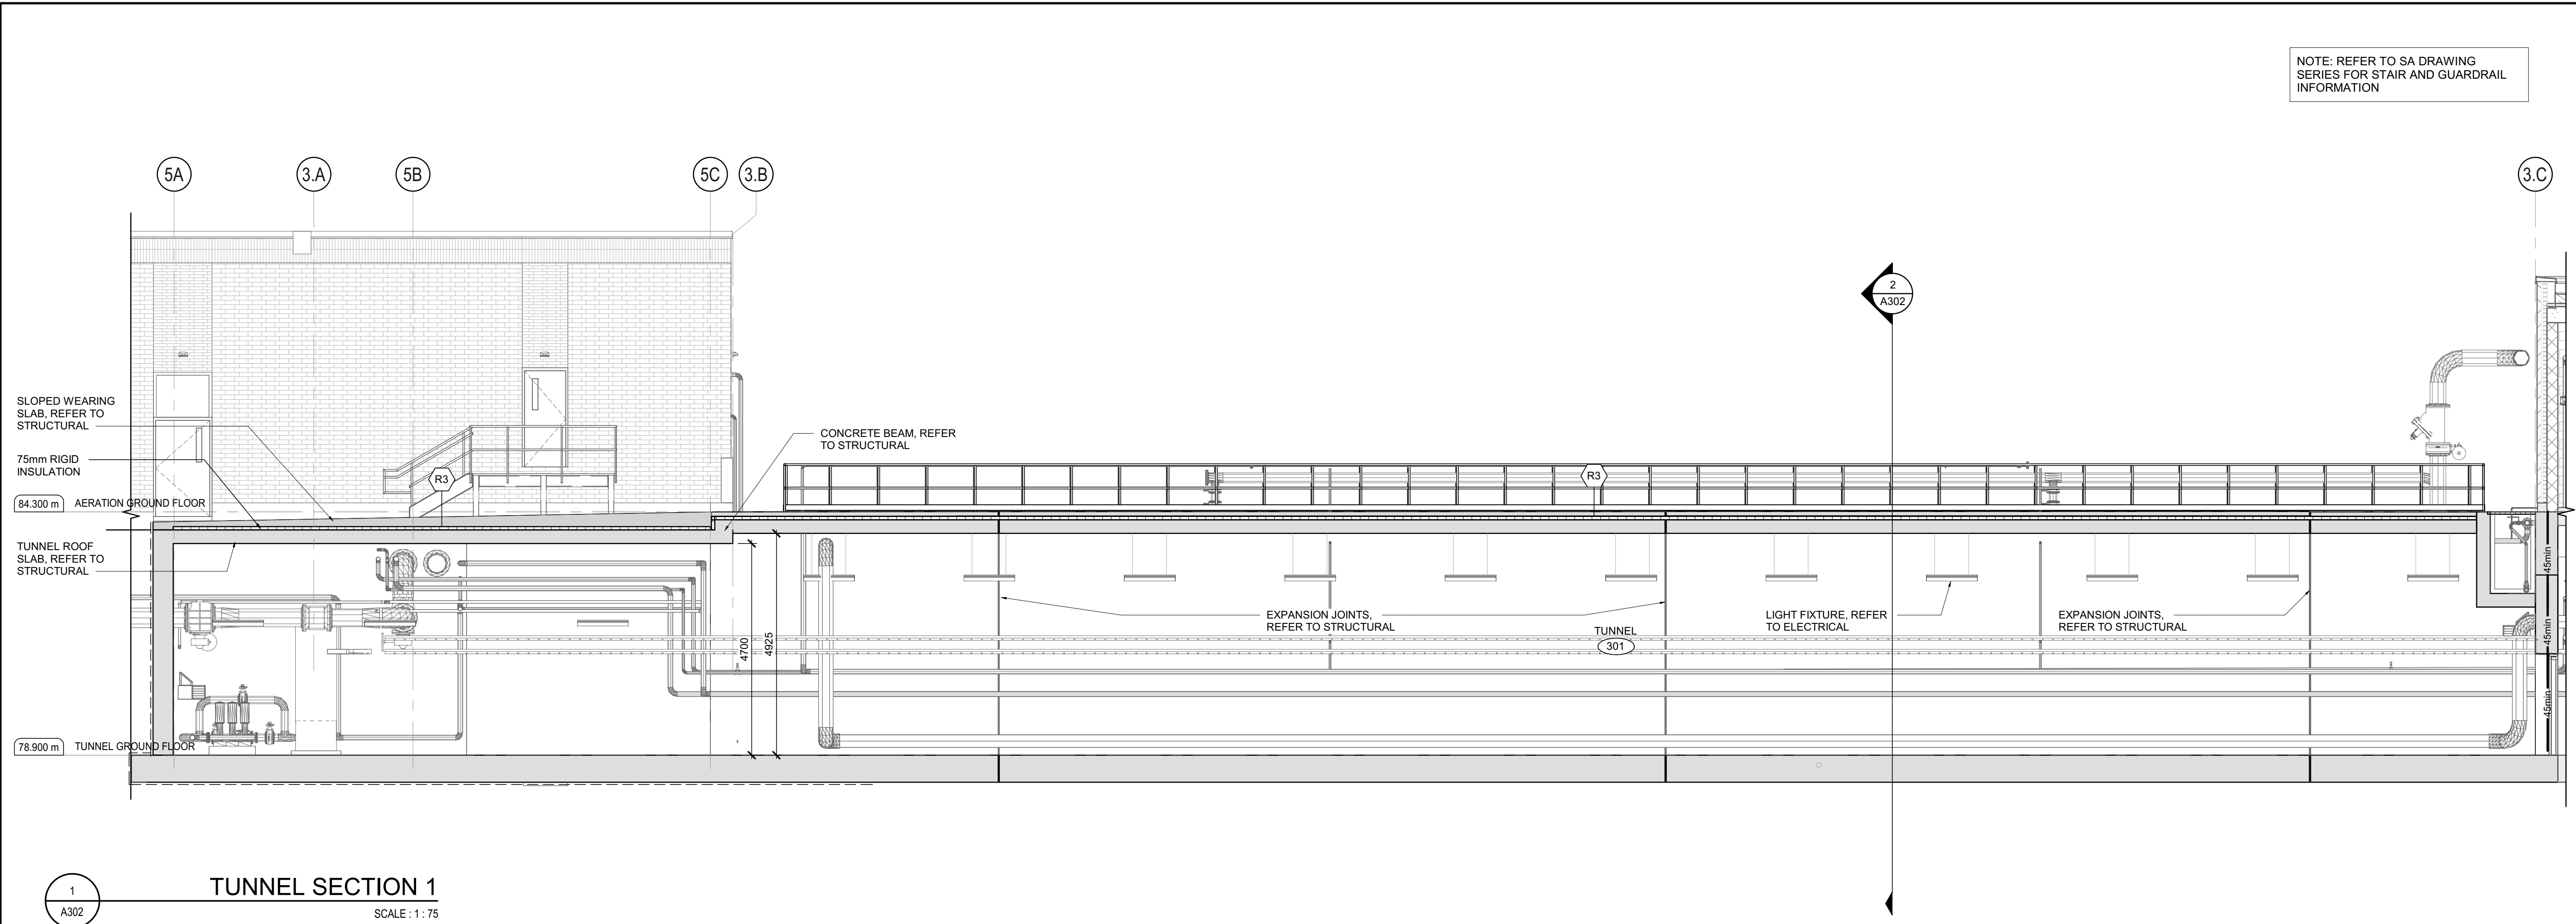 NOTE: REFER TO SA DRAWING
SERIES FOR STAIR AND GUARDRAIL
INFORMATION
5A
3.A
5B
5C
3.B
3.C
2
A302
SLOPED WEARING
SLAB, REFER TO
STRUCTURAL
75mm RIGID
INSULATION
84.300 m
AERATION GROUND FLOOR
TUNNEL ROOF
SLAB, REFER TO
STRUCTURAL
R3
CONCRETE BEAM, REFER
TO STRUCTURAL
R3
EXPANSION JOINTS,
REFER TO STRUCTURAL
TUNNEL
301
LIGHT FIXTURE, REFER
TO ELECTRICAL
EXPANSION JOINTS,
REFER TO STRUCTURAL
4700
4925
45min
45min
45min
78.900 m
TUNNEL GROUND FLOOR
1
A302
TUNNEL SECTION 1
SCALE : 1 : 75